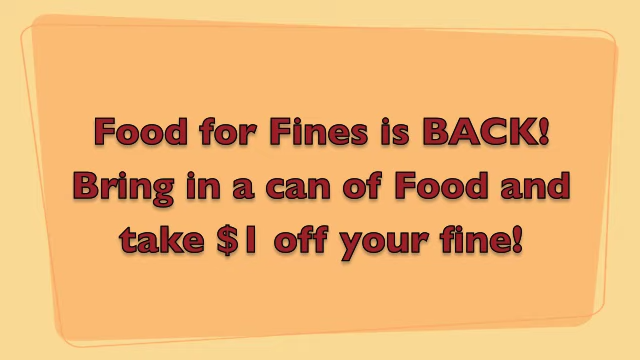 Food for Fines is BACK!
Bring in a can of Food and
take $1 off your fine!